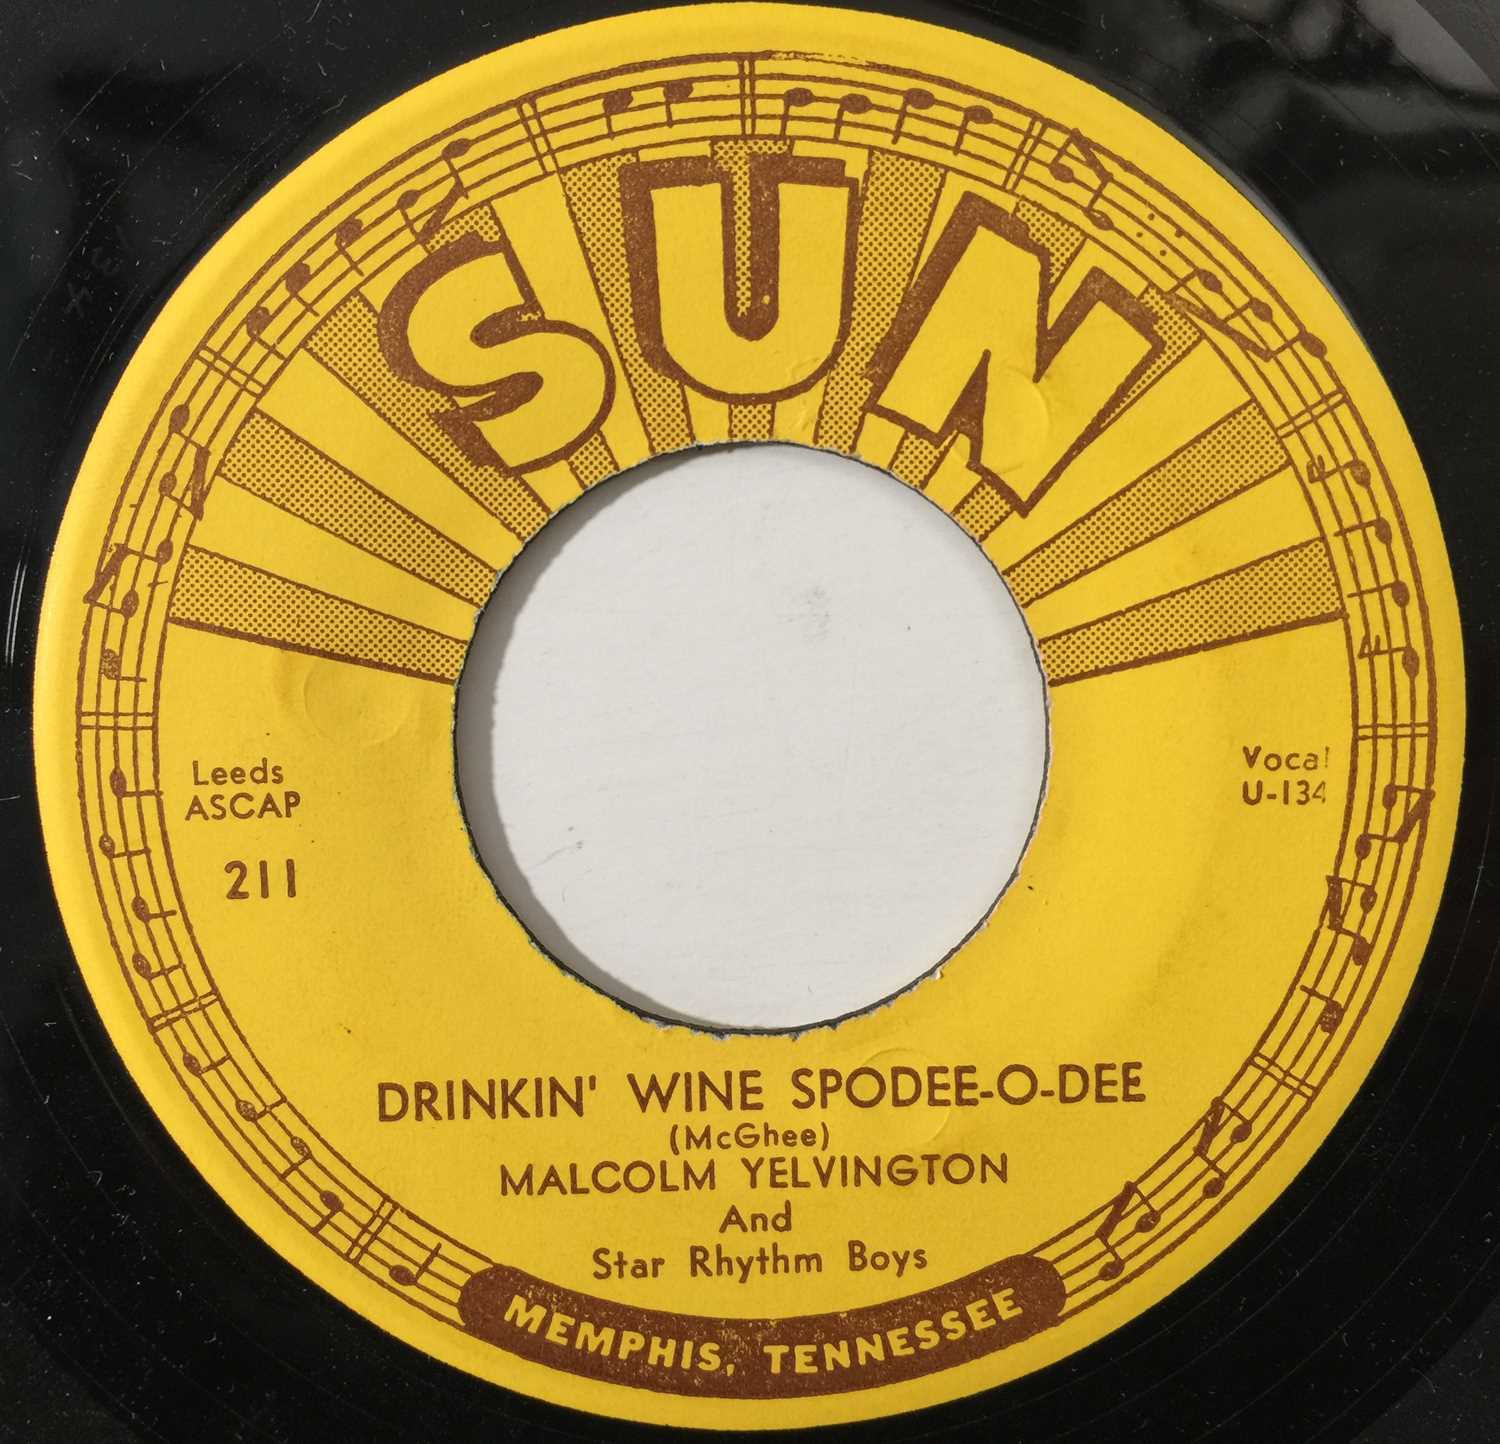 SUN
Leeds
ASCAP
211
Vocal
U-134
DRINKIN' WINE SPODEE-O-DEE
(McGhee)
MALCOLM YELVINGTON
And
Star Rhythm Boys
MEMPHIS, TENNESSEE